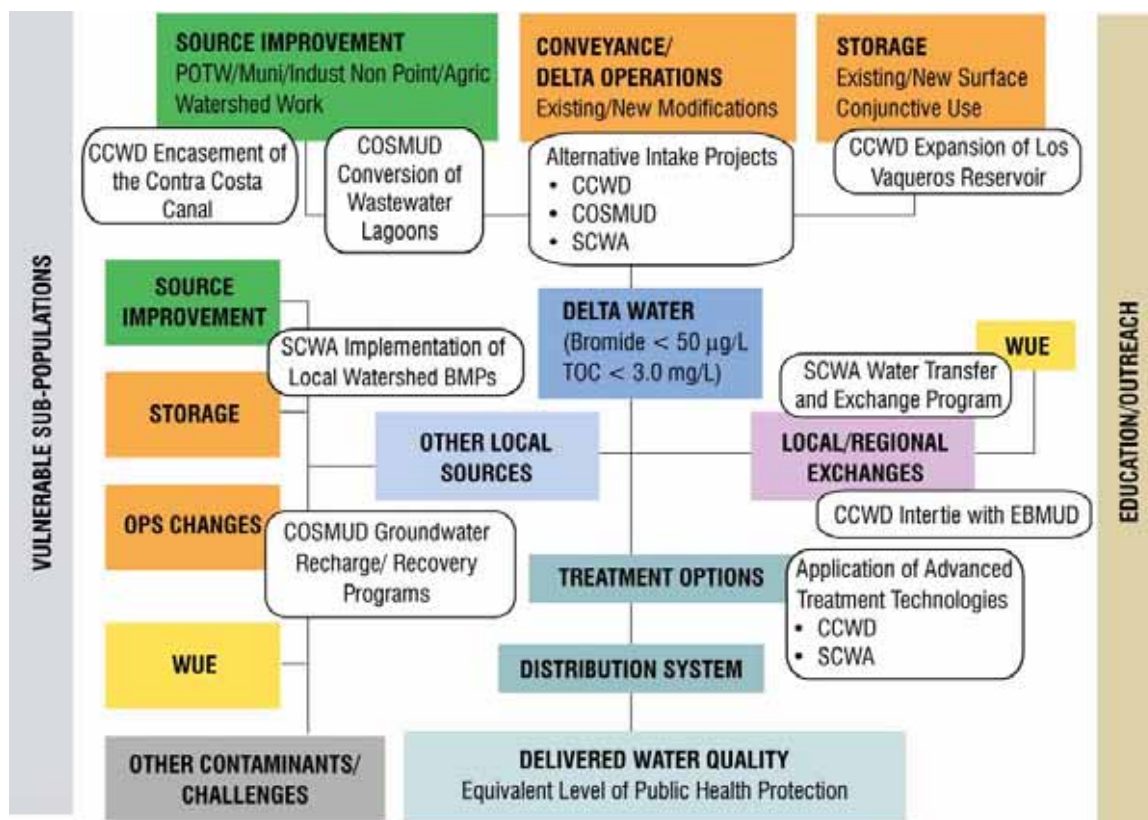 SOURCE IMPROVEMENT
POTW/Muni/Indust Non Point/Agric
Watershed Work
CONVEYANCE/
DELTA OPERATIONS
Existing/New Modifications
STORAGE
Existing/New Surface
Conjunctive Use
CCWD Encasement of
the Contra Costa
Canal
COSMUD
Conversion of
Wastewater
Lagoons
Alternative Intake Projects
• CCWD
• COSMUD
• SCWA
CCWD Expansion of Los
Vaqueros Reservoir
VULNERABLE SUB-POPULATIONS
EDUCATION/OUTREACH
SOURCE
IMPROVEMENT
SCWA Implementation of
Local Watershed BMPs
DELTA WATER
(Bromide < 50 µg/L
TOC < 3.0 mg/L)
WUE
SCWA Water Transfer
and Exchange Program
STORAGE
OTHER LOCAL
SOURCES
LOCAL/REGIONAL
EXCHANGES
CCWD Intertie with EBMUD
OPS CHANGES
COSMUD Groundwater
Recharge/ Recovery
Programs
TREATMENT OPTIONS
Application of Advanced
Treatment Technologies
• CCWD
• SCWA
WUE
DISTRIBUTION SYSTEM
OTHER CONTAMINANTS/
CHALLENGES
DELIVERED WATER QUALITY
Equivalent Level of Public Health Protection